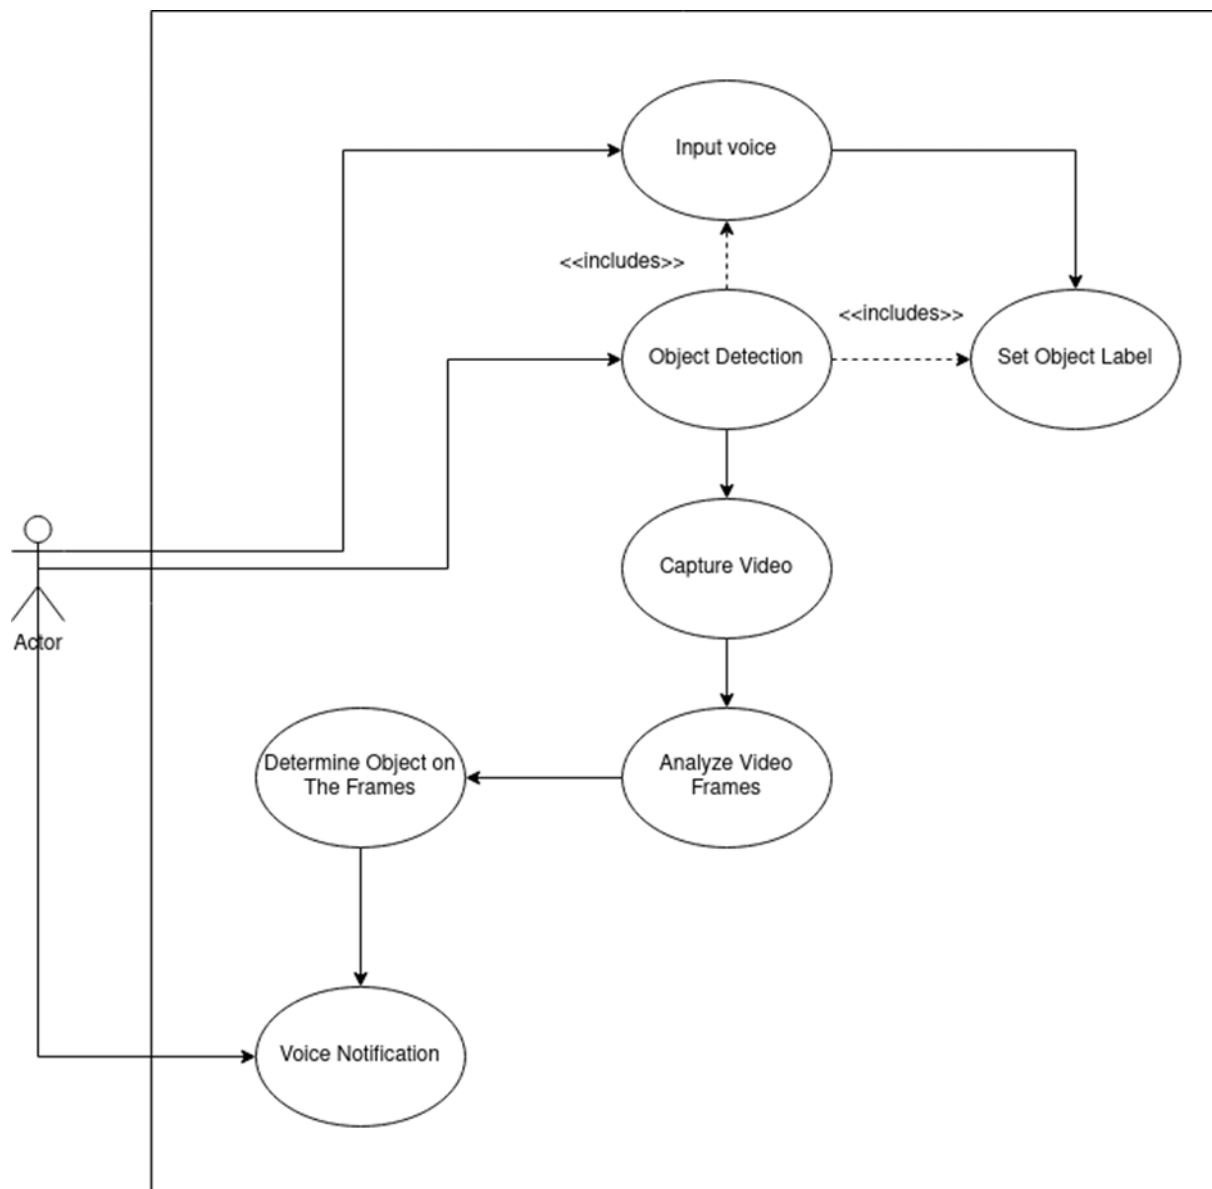 Input voice
<<includes>>
<<includes>>
Object Detection
Set Object Label
Capture Video
Actor
Determine Object on
The Frames
Analyze Video
Frames
Voice Notification